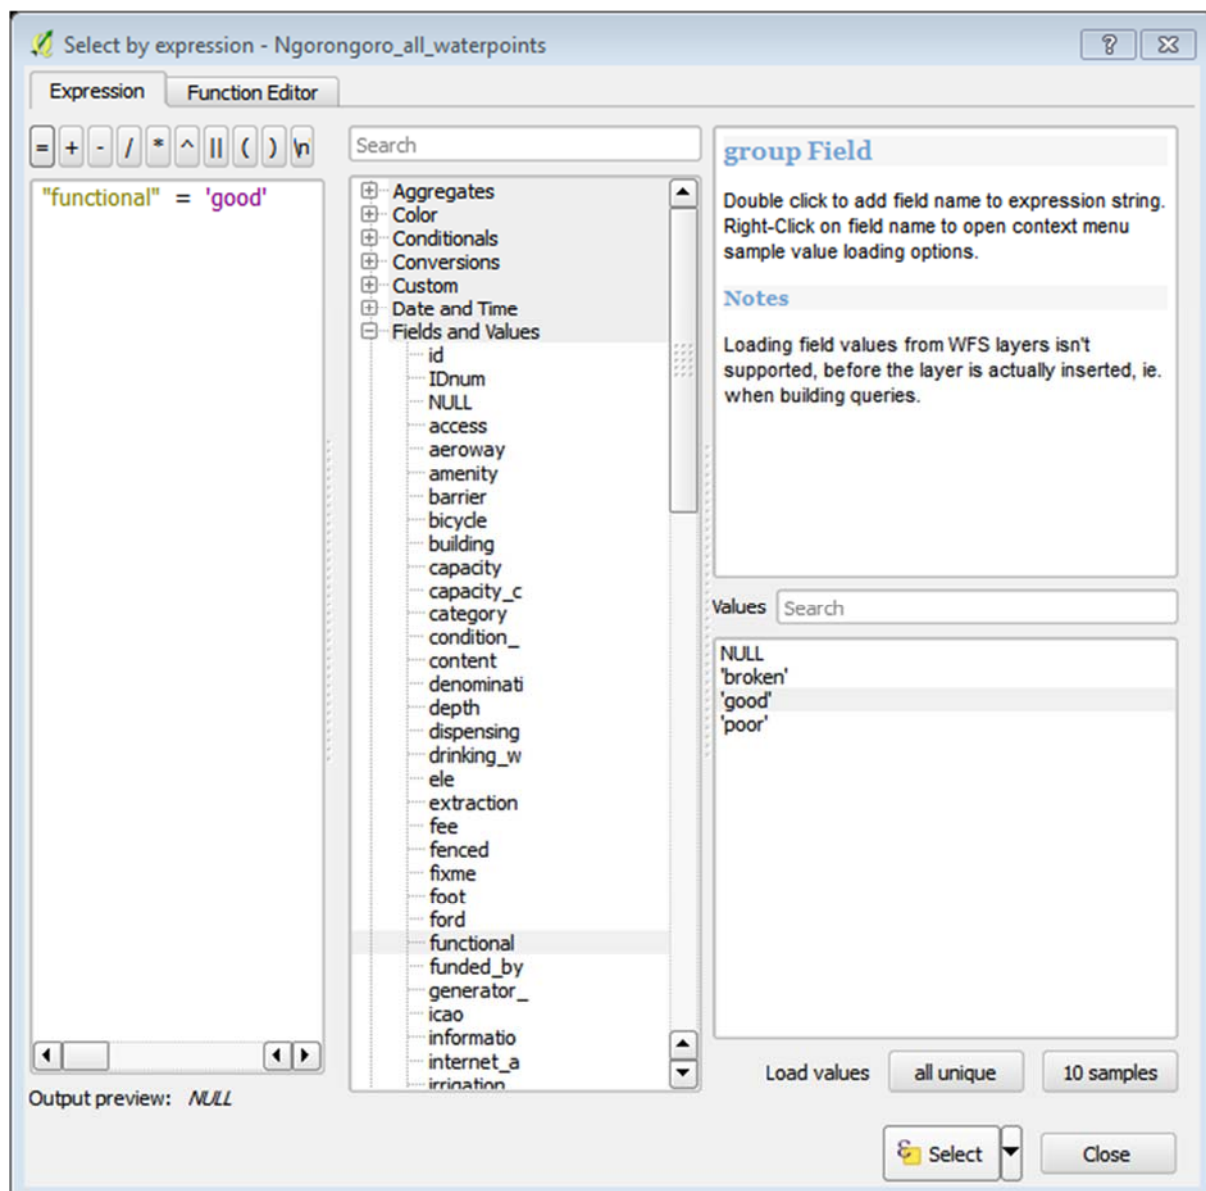 Select by expression - Ngorongoro_all_waterpoints
?
Expression
Function Editor
= + - / * ^ || ( ) \n
"functional" = 'good'
Output preview: NULL
Search
Aggregates
Color
Conditionals
Conversions
Custom
Date and Time
Fields and Values
id
IDnum
NULL
access
aeroway
amenity
barrier
bicycle
building
capacity
capacity_c
category
condition_
content
denominati
depth
dispensing
drinking_w
ele
extraction
fee
fenced
fixme
foot
ford
functional
funded_by
generator_
icao
informatio
internet_a
irrigation
group Field
Double click to add field name to expression string.
Right-Click on field name to open context menu
sample value loading options.
Notes
Loading field values from WFS layers isn't
supported, before the layer is actually inserted, ie.
when building queries.
Values Search
NULL
'broken'
'good'
'poor'
Load values all unique 10 samples
Select Close